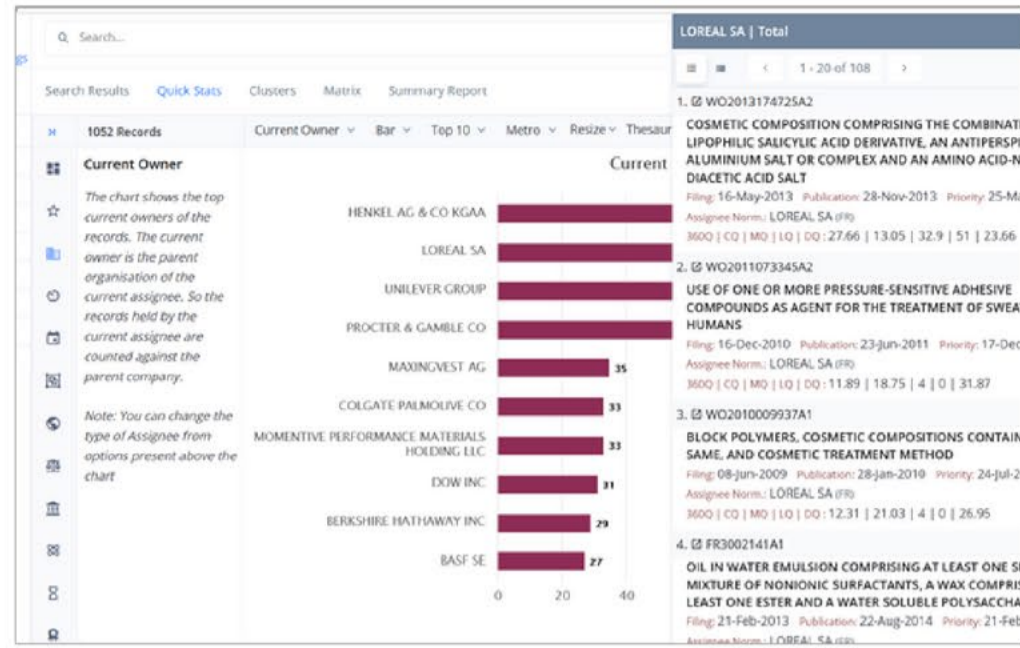 Search...
gs
Search Results Quick Stats Clusters Matrix Summary Report
1052 Records
Current Owner Bar Top 10 Metro Resize Thesaur
Current Owner
The chart shows the top
current owners of the
records. The current
owner is the parent
organisation of the
current assignee. So the
records held by the
current assignee are
counted against the
parent company.
Note: You can change the
type of Assignee from
options present above the
chart
Current
HENKEL AG & CO KGAA
LOREAL SA
UNILEVER GROUP
PROCTER & GAMBLE CO
MAXINGVEST AG 35
COLGATE PALMOLIVE CO 33
MOMENTIVE PERFORMANCE MATERIALS
HOLDING LLC 33
DOW INC 31
BERKSHIRE HATHAWAY INC 29
BASF SE 27
0 20 40
LOREAL SA | Total
1 - 20 of 108
1. WO2013174725A2
COSMETIC COMPOSITION COMPRISING THE COMBINATI
LIPOPHILIC SALICYLIC ACID DERIVATIVE, AN ANTIPERSPI
ALUMINIUM SALT OR COMPLEX AND AN AMINO ACID-N
DIACETIC ACID SALT
Filing: 16-May-2013 Publication: 28-Nov-2013 Priority: 25-Ma
Assignee Norm.: LOREAL SA (FR)
360Q | CQ | MQ | LQ | DQ : 27.66 | 13.05 | 32.9 | 51 | 23.66
2. WO2011073345A2
USE OF ONE OR MORE PRESSURE-SENSITIVE ADHESIVE
COMPOUNDS AS AGENT FOR THE TREATMENT OF SWEA
HUMANS
Filing: 16-Dec-2010 Publication: 23-Jun-2011 Priority: 17-Dec
Assignee Norm.: LOREAL SA (FR)
360Q | CQ | MQ | LQ | DQ : 11.89 | 18.75 | 4 | 0 | 31.87
3. WO2010009937A1
BLOCK POLYMERS, COSMETIC COMPOSITIONS CONTAIN
SAME, AND COSMETIC TREATMENT METHOD
Filing: 08-Jun-2009 Publication: 28-Jan-2010 Priority: 24-Jul-2
Assignee Norm.: LOREAL SA (FR)
360Q | CQ | MQ | LQ | DQ : 12.31 | 21.03 | 4 | 0 | 26.95
4. FR3002141A1
OIL IN WATER EMULSION COMPRISING AT LEAST ONE S
MIXTURE OF NONIONIC SURFACTANTS, A WAX COMPRIS
LEAST ONE ESTER AND A WATER SOLUBLE POLYSACCHA
Filing: 21-Feb-2013 Publication: 22-Aug-2014 Priority: 21-Feb
Assignee Norm.: LOREAL SA (FR)